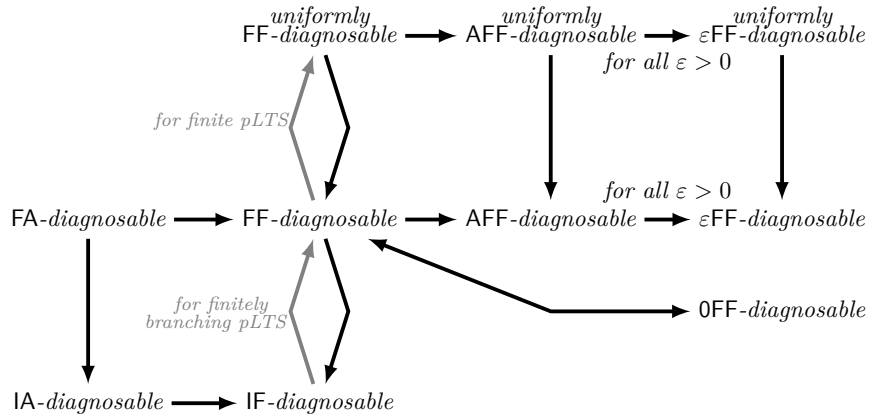 uniformly uniformly uniformly
FF-diagnosable AFF-diagnosable εFF-diagnosable
for all ε > 0
for finite pLTS
for all ε > 0
FA-diagnosable FF-diagnosable AFF-diagnosable εFF-diagnosable
for finitely
branching pLTS
0FF-diagnosable
IA-diagnosable IF-diagnosable